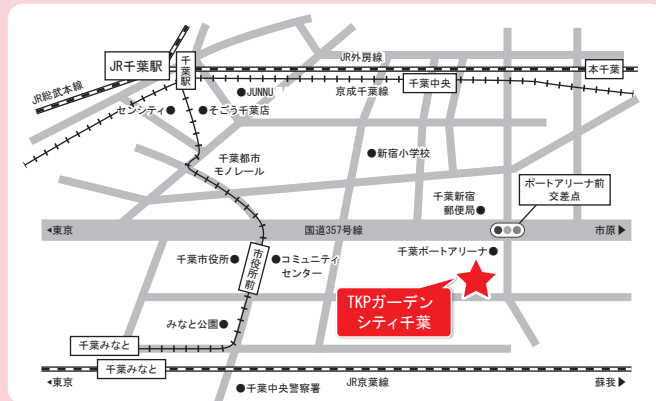 JR千葉駅
千葉駅
JR外房線
本千葉
JR総武本線
JUNNU
京成千葉線
千葉中央
センシティ
そごう千葉店
千葉都市
モノレール
新宿小学校
ポートアリーナ前
交差点
千葉新宿
郵便局
◂東京
国道357号線
市原▶
千葉市役所
市役所前
コミュニティ
センター
千葉ポートアリーナ
TKPガーデン
シティ千葉
みなと公園
千葉みなと
千葉みなと
◂東京
JR京葉線
蘇我▶
千葉中央警察署